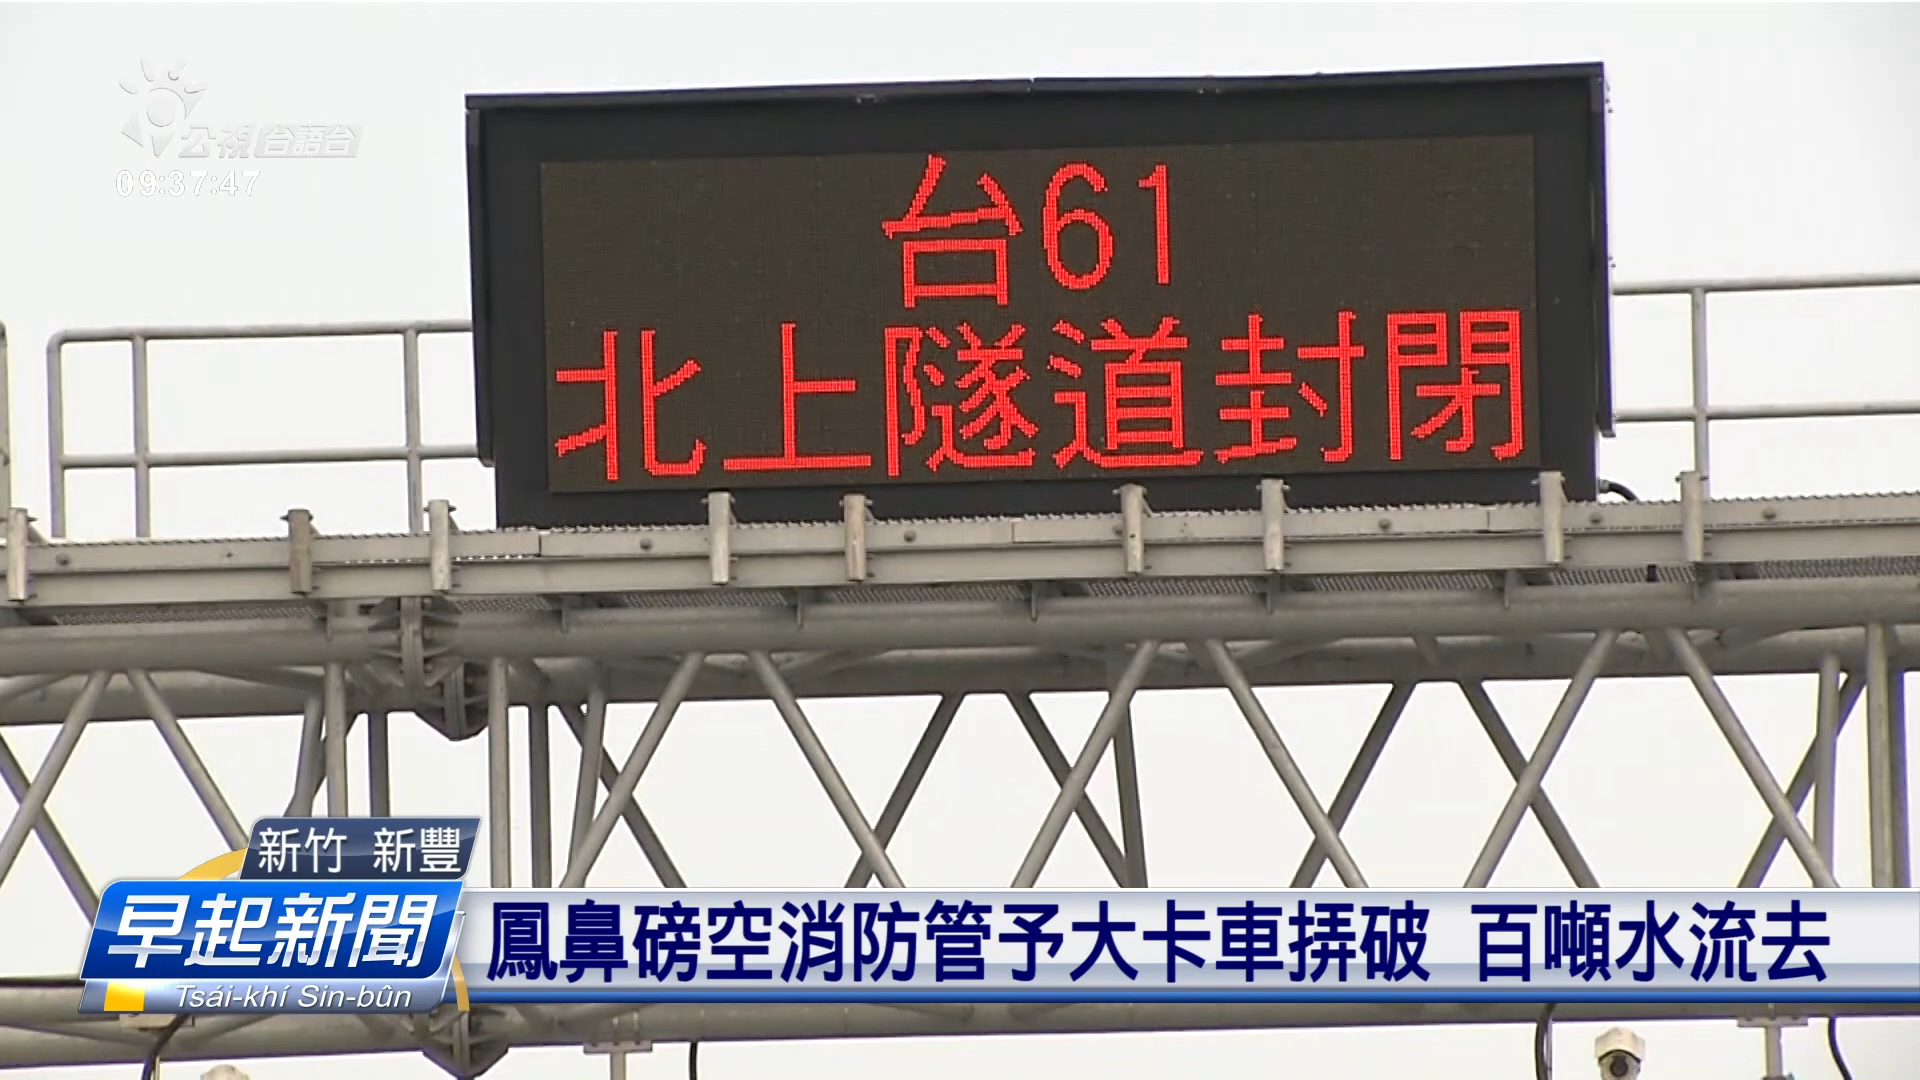 公視台語台
09:37:47
台61
北上隧道封閉
新竹 新豐
早起新聞
Tsái-khí Sin-bûn
鳳鼻磅空消防管予大卡車挵破 百噸水流去